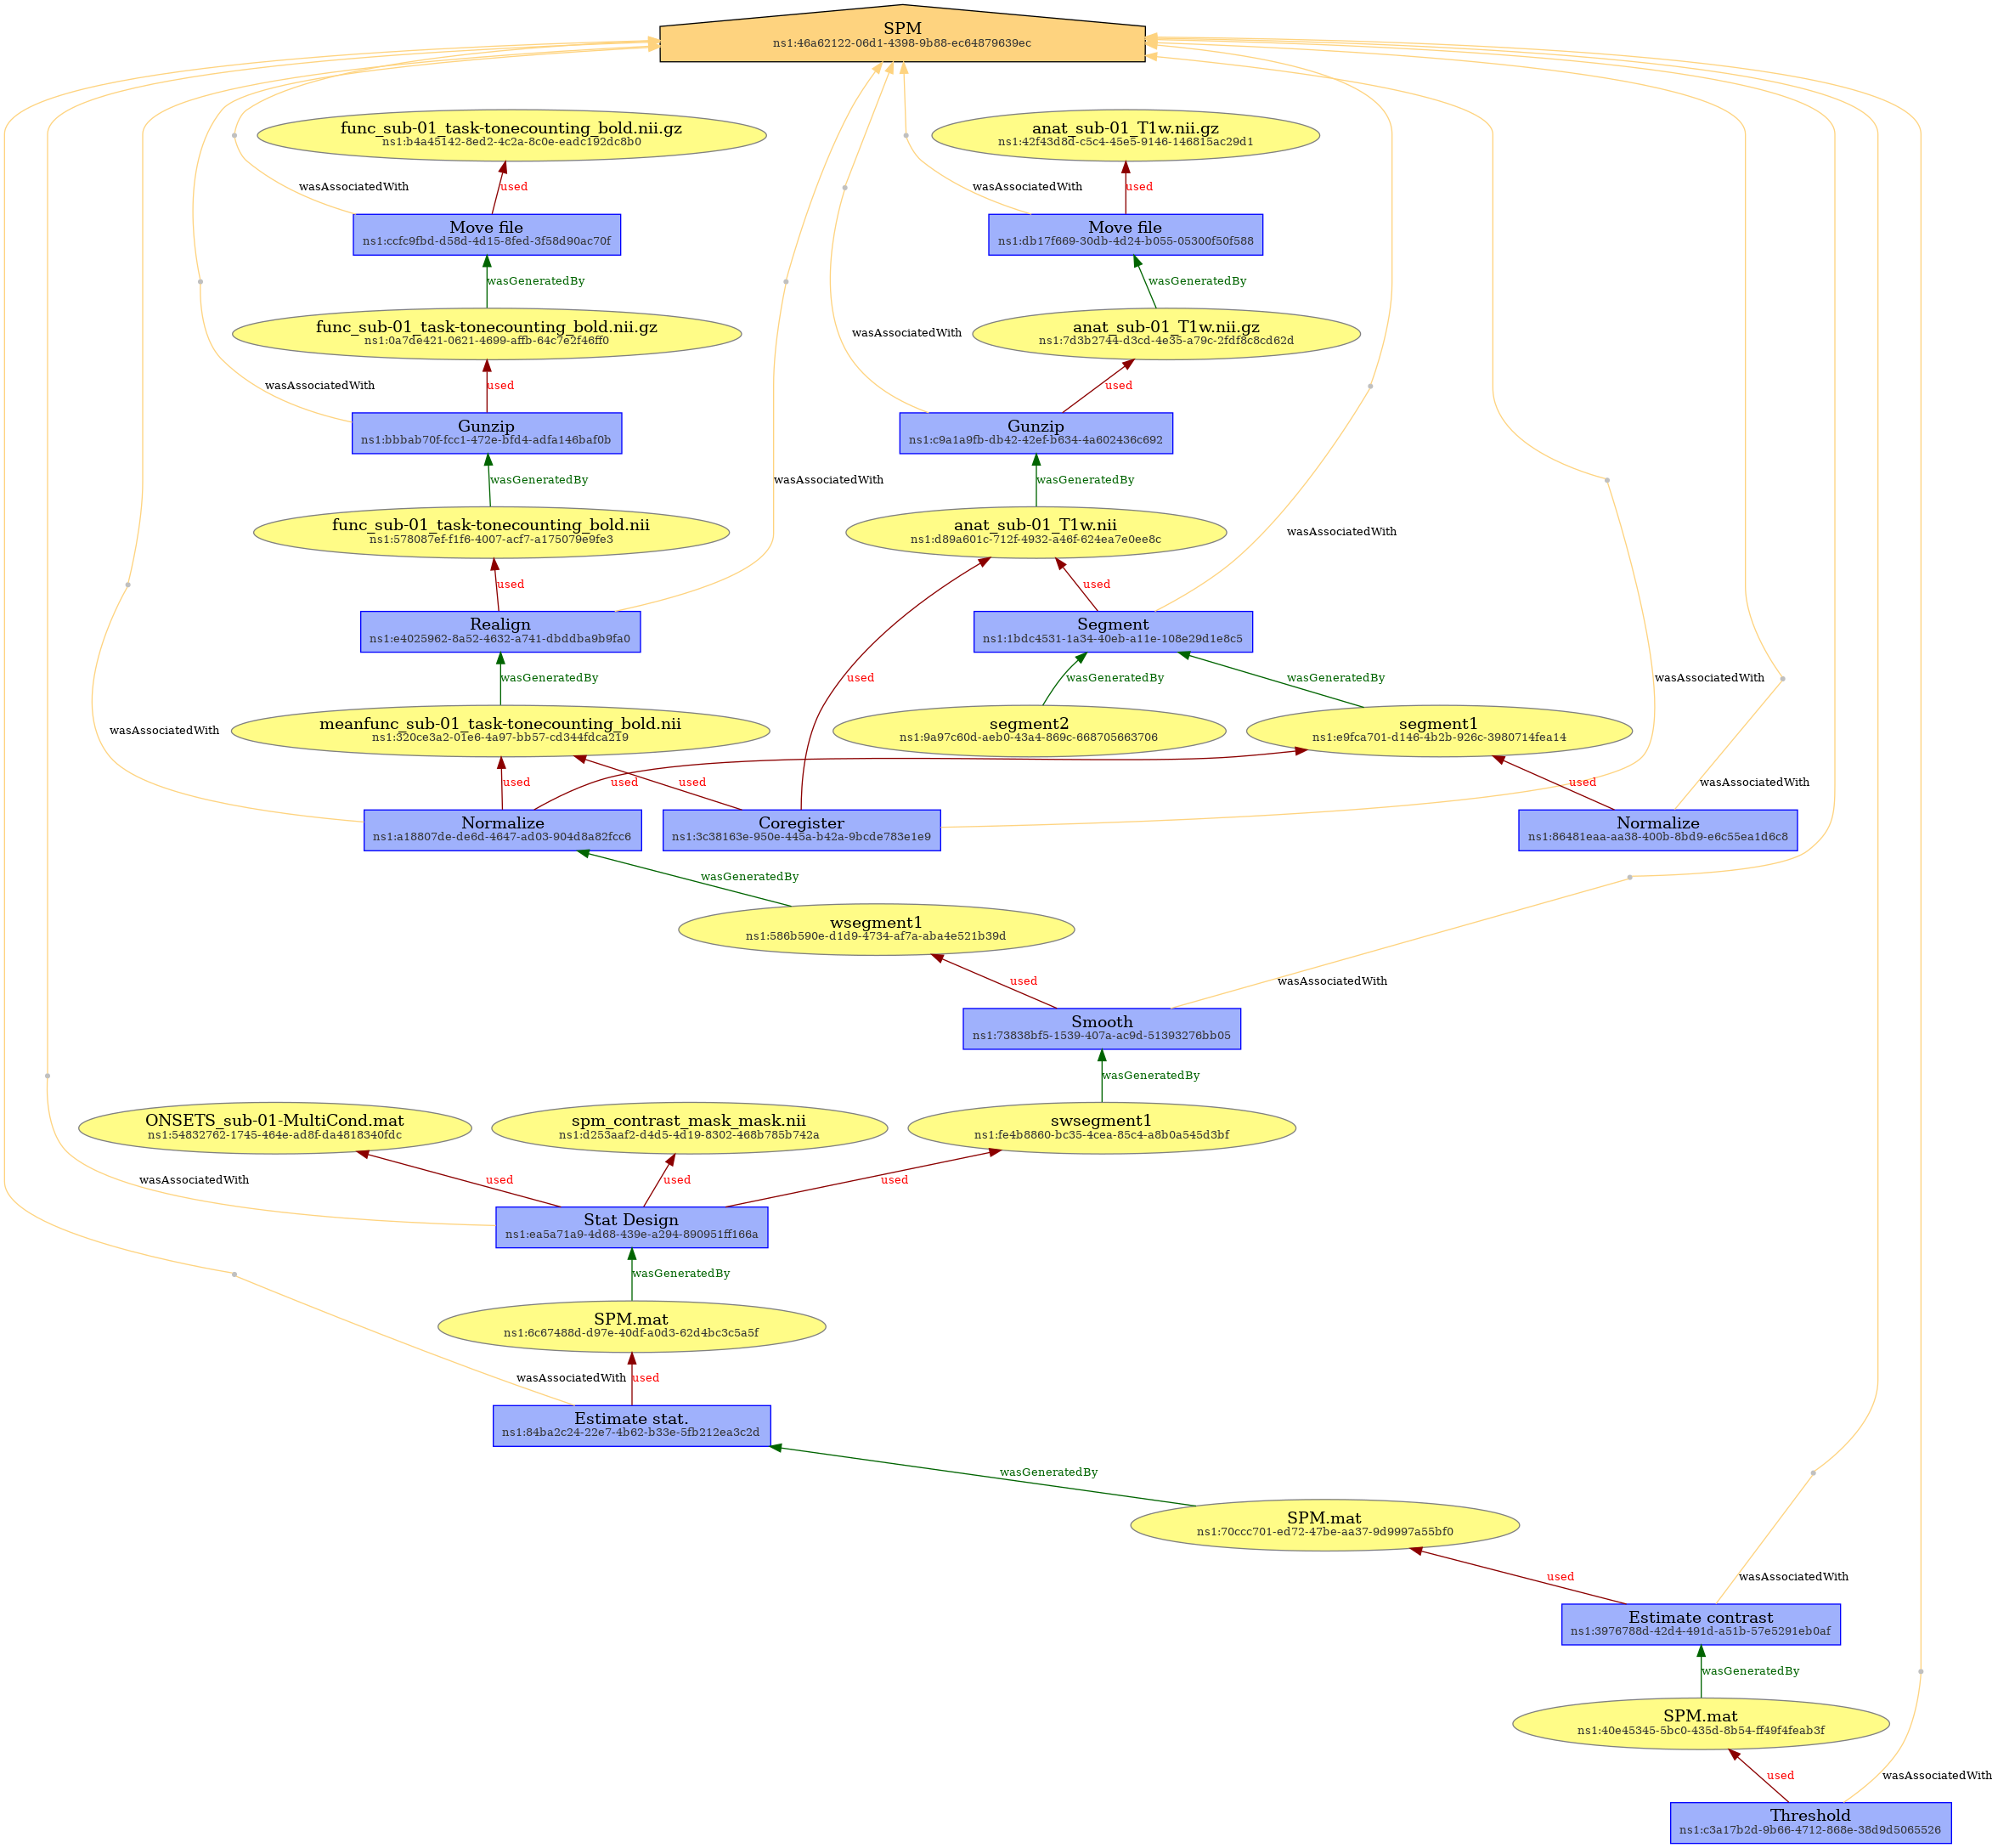 SPM
ns1:46a62122-06d1-4398-9b88-ec64879639ec
func_sub-01_task-tonecounting_bold.nii.gz
ns1:b4a45142-8ed2-4c2a-8c0e-eadc192dc8b0
anat_sub-01_T1w.nii.gz
ns1:42f43d8d-c5c4-45e5-9146-146815ac29d1
wasAssociatedWith
used
wasAssociatedWith
used
Move file
ns1:ccfc9fbd-d58d-4d15-8fed-3f58d90ac70f
Move file
ns1:db17f669-30db-4d24-b055-05300f50f588
wasGeneratedBy
wasGeneratedBy
func_sub-01_task-tonecounting_bold.nii.gz
ns1:0a7de421-0621-4699-affb-64c7e2f46ff0
anat_sub-01_T1w.nii.gz
ns1:7d3b2744-d3cd-4e35-a79c-2fdf8c8cd62d
wasAssociatedWith
used
wasAssociatedWith
used
Gunzip
ns1:bbbab70f-fcc1-472e-bfd4-adfa146baf0b
Gunzip
ns1:c9a1a9fb-db42-42ef-b634-4a602436c692
wasGeneratedBy
wasAssociatedWith
wasGeneratedBy
func_sub-01_task-tonecounting_bold.nii
ns1:578087ef-f1f6-4007-acf7-a175079e9fe3
anat_sub-01_T1w.nii
ns1:d89a601c-712f-4932-a46f-624ea7e0ee8c
wasAssociatedWith
used
used
Realign
ns1:e4025962-8a52-4632-a741-dbddba9b9fa0
Segment
ns1:1bdc4531-1a34-40eb-a11e-108e29d1e8c5
wasGeneratedBy
used
wasGeneratedBy
wasGeneratedBy
wasAssociatedWith
meanfunc_sub-01_task-tonecounting_bold.nii
ns1:320ce3a2-01e6-4a97-bb57-cd344fdca219
segment2
ns1:9a97c60d-aeb0-43a4-869c-668705663706
segment1
ns1:e9fca701-d146-4b2b-926c-3980714fea14
wasAssociatedWith
used
used
used
used
wasAssociatedWith
Normalize
ns1:a18807de-de6d-4647-ad03-904d8a82fcc6
Coregister
ns1:3c38163e-950e-445a-b42a-9bcde783e1e9
Normalize
ns1:86481eaa-aa38-400b-8bd9-e6c55ea1d6c8
wasGeneratedBy
wsegment1
ns1:586b590e-d1d9-4734-af7a-aba4e521b39d
used
wasAssociatedWith
Smooth
ns1:73838bf5-1539-407a-ac9d-51393276bb05
wasGeneratedBy
ONSETS_sub-01-MultiCond.mat
ns1:54832762-1745-464e-ad8f-da4818340fdc
spm_contrast_mask_mask.nii
ns1:d253aaf2-d4d5-4d19-8302-468b785b742a
swsegment1
ns1:fe4b8860-bc35-4cea-85c4-a8b0a545d3bf
wasAssociatedWith
used
used
used
Stat Design
ns1:ea5a71a9-4d68-439e-a294-890951ff166a
wasGeneratedBy
SPM.mat
ns1:6c67488d-d97e-40df-a0d3-62d4bc3c5a5f
wasAssociatedWith
used
Estimate stat.
ns1:84ba2c24-22e7-4b62-b33e-5fb212ea3c2d
wasGeneratedBy
SPM.mat
ns1:70ccc701-ed72-47be-aa37-9d9997a55bf0
used
wasAssociatedWith
Estimate contrast
ns1:3976788d-42d4-491d-a51b-57e5291eb0af
wasGeneratedBy
SPM.mat
ns1:40e45345-5bc0-435d-8b54-ff49f4feab3f
used
wasAssociatedWith
Threshold
ns1:c3a17b2d-9b66-4712-868e-38d9d5065526